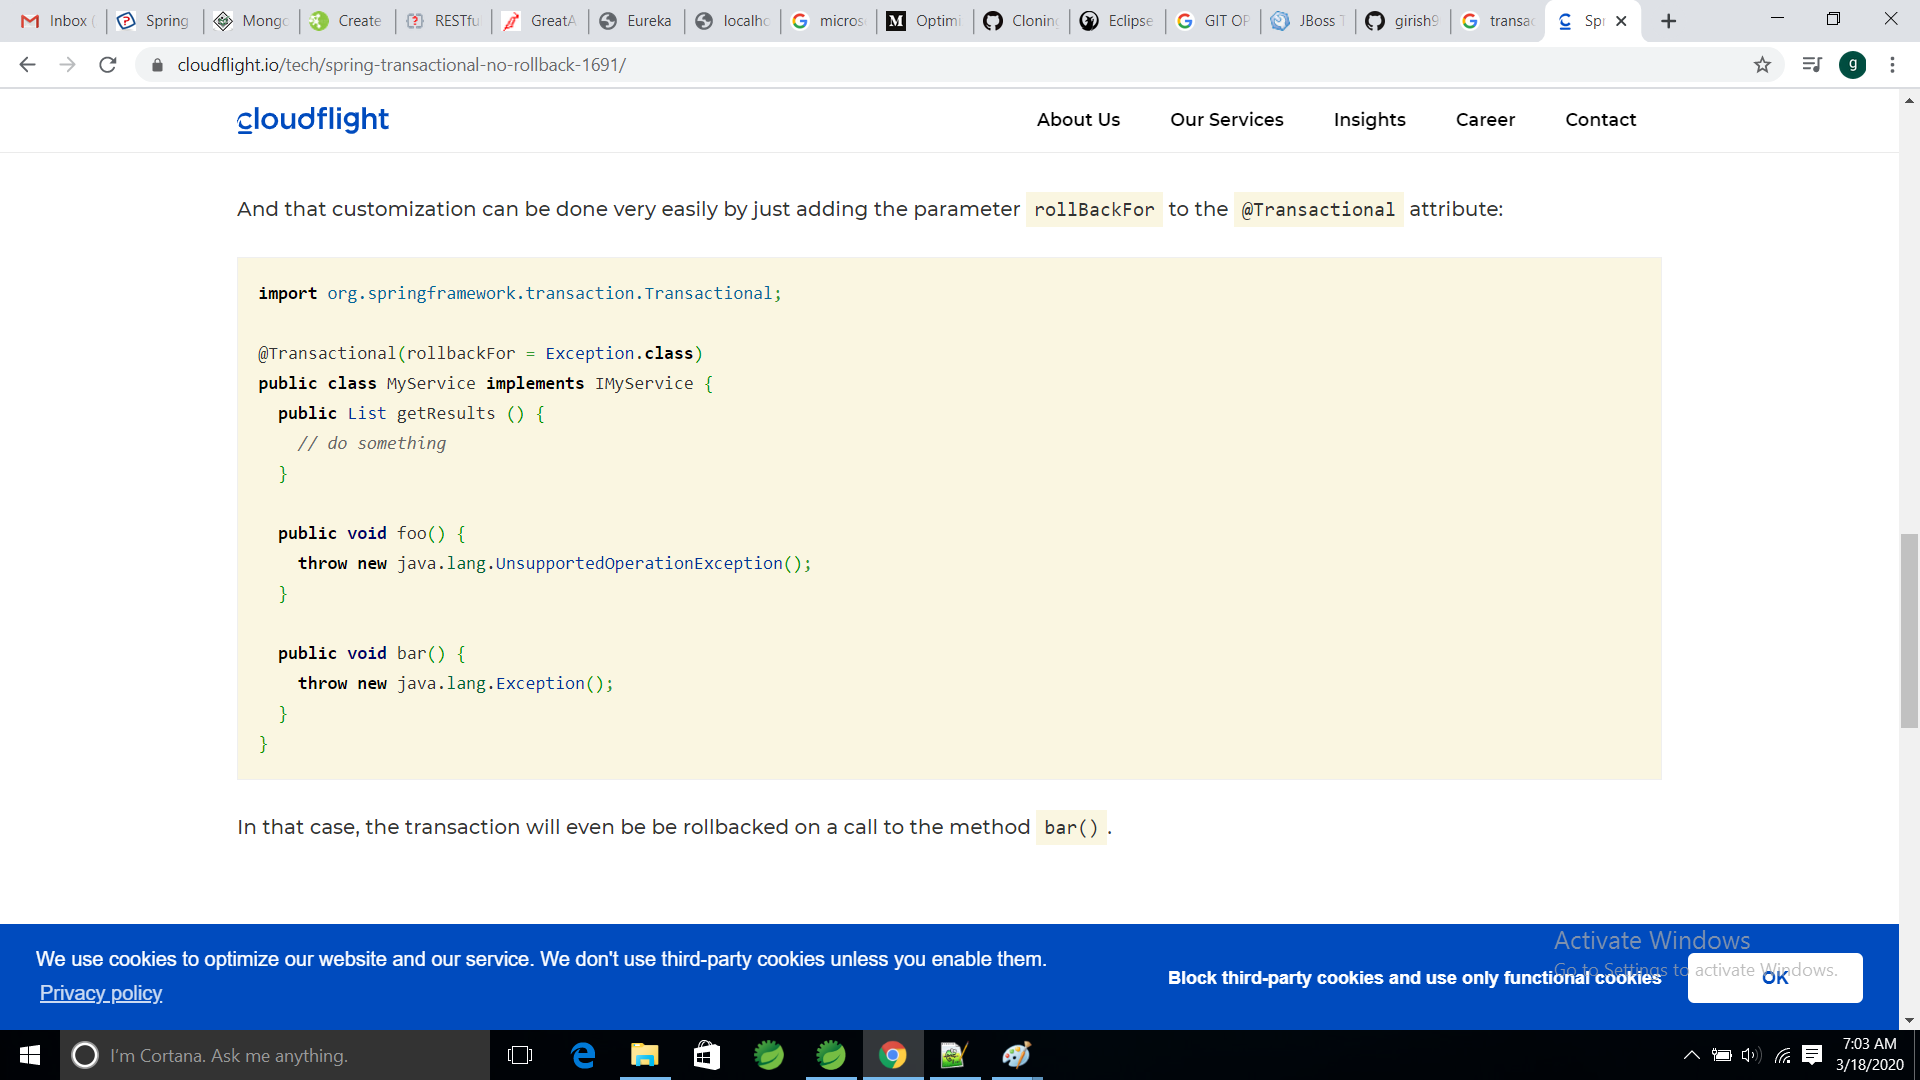 Inbox Spring Mongo Create RESTfu GreatA Eureka localho micros Optimi Cloning Eclipse GIT OP JBoss T girish9 transac Spr
cloudflight.io/tech/spring-transactional-no-rollback-1691/
g
cloudflight About Us Our Services Insights Career Contact
And that customization can be done very easily by just adding the parameter rollBackFor to the @Transactional attribute:
import org.springframework.transaction.Transactional;
@Transactional(rollbackFor = Exception.class)
public class MyService implements IMyService {
public List getResults () {
// do something
}
public void foo() {
throw new java.lang.UnsupportedOperationException();
}
public void bar() {
throw new java.lang.Exception();
}
}
In that case, the transaction will even be be rollbacked on a call to the method bar() .
We use cookies to optimize our website and our service. We don't use third-party cookies unless you enable them.
Privacy policy
Block third-party cookies and use only functional cookies
OK
Activate Windows
Go to Settings to activate Windows.
I'm Cortana. Ask me anything.
7:03 AM
3/18/2020